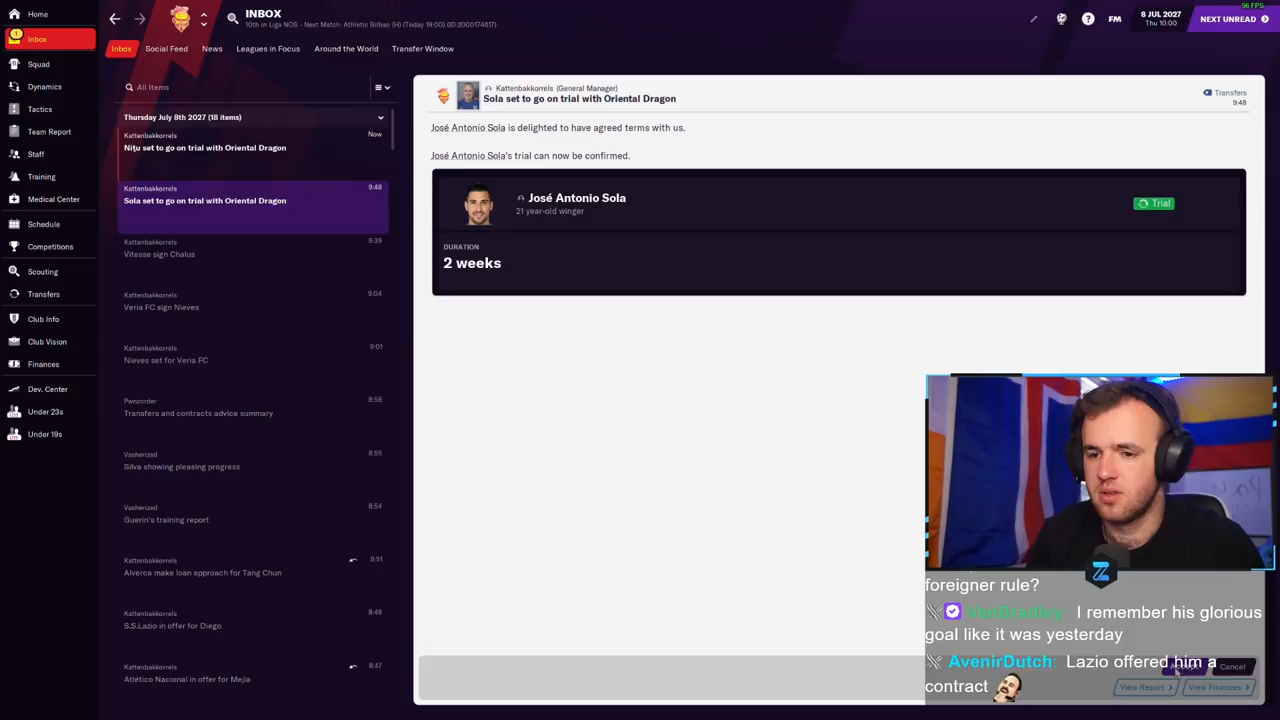 96 FPS
Home
Inbox
Squad
Dynamics
Tactics
Team Report
Staff
Training
Medical Center
Schedule
Competitions
Scouting
Transfers
Club Info
Club Vision
Finances
Dev. Center
Under 23s
Under 19s
INBOX
10th in Liga NOS - Next Match: Athletic Bilbao (H) (Today 19:00) (ID:2000174617)
FM
8 JUL 2027
Thu 10:00
NEXT UNREAD
Inbox
Social Feed
News
Leagues in Focus
Around the World
Transfer Window
All Items
Thursday July 8th 2027 (18 items)
Kattenbakkorrels Now
Nițu set to go on trial with Oriental Dragon
Kattenbakkorrels 9:48
Sola set to go on trial with Oriental Dragon
Kattenbakkorrels 9:39
Vitesse sign Chalus
Kattenbakkorrels 9:04
Veria FC sign Nieves
Kattenbakkorrels 9:01
Nieves set for Veria FC
Pwnzorder 8:58
Transfers and contracts advice summary
Vasherized 8:55
Silva showing pleasing progress
Vasherized 8:54
Guerin's training report
Kattenbakkorrels 8:51
Alverca make loan approach for Tang Chun
Kattenbakkorrels 8:49
S.S.Lazio in offer for Diego
Kattenbakkorrels 8:47
Atlético Nacional in offer for Mejía
Kattenbakkorrels (General Manager)
Sola set to go on trial with Oriental Dragon
Transfers
9:48
José Antonio Sola is delighted to have agreed terms with us.
José Antonio Sola's trial can now be confirmed.
José Antonio Sola
21 year-old winger
Trial
DURATION
2 weeks
foreigner rule?
VanBradley: I remember his glorious
goal like it was yesterday
AvenirDutch: Lazio offered him a
contract
Cancel
View Report
View Finances